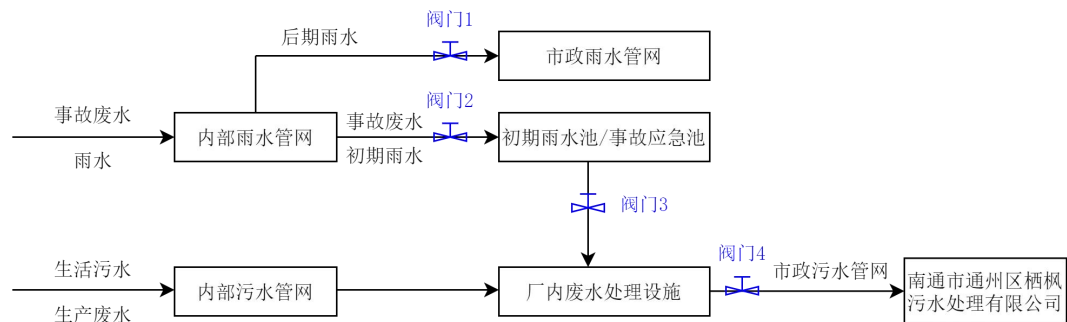 阀门1
后期雨水
市政雨水管网
阀门2
事故废水
雨水
内部雨水管网
事故废水
初期雨水
初期雨水池/事故应急池
阀门3
生活污水
生产废水
内部污水管网
厂内废水处理设施
阀门4
市政污水管网
南通市通州区栖枫
污水处理有限公司